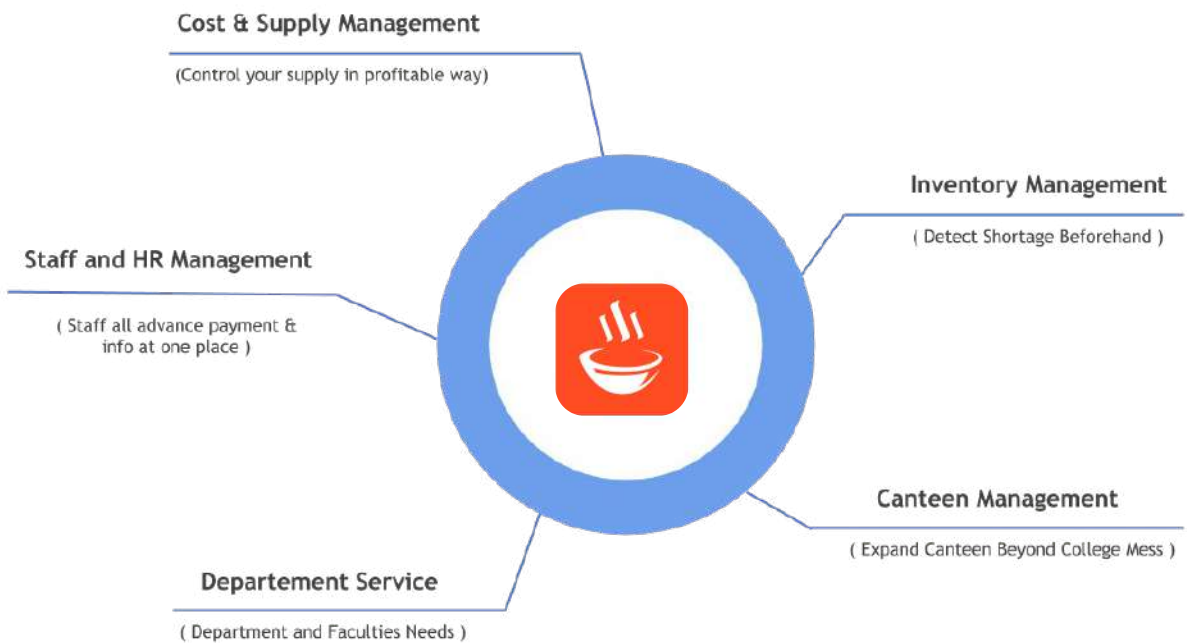 Cost & Supply Management
(Control your supply in profitable way)
Inventory Management
( Detect Shortage Beforehand )
Staff and HR Management
( Staff all advance payment &
info at one place )
Canteen Management
( Expand Canteen Beyond College Mess )
Departement Service
( Department and Faculties Needs )